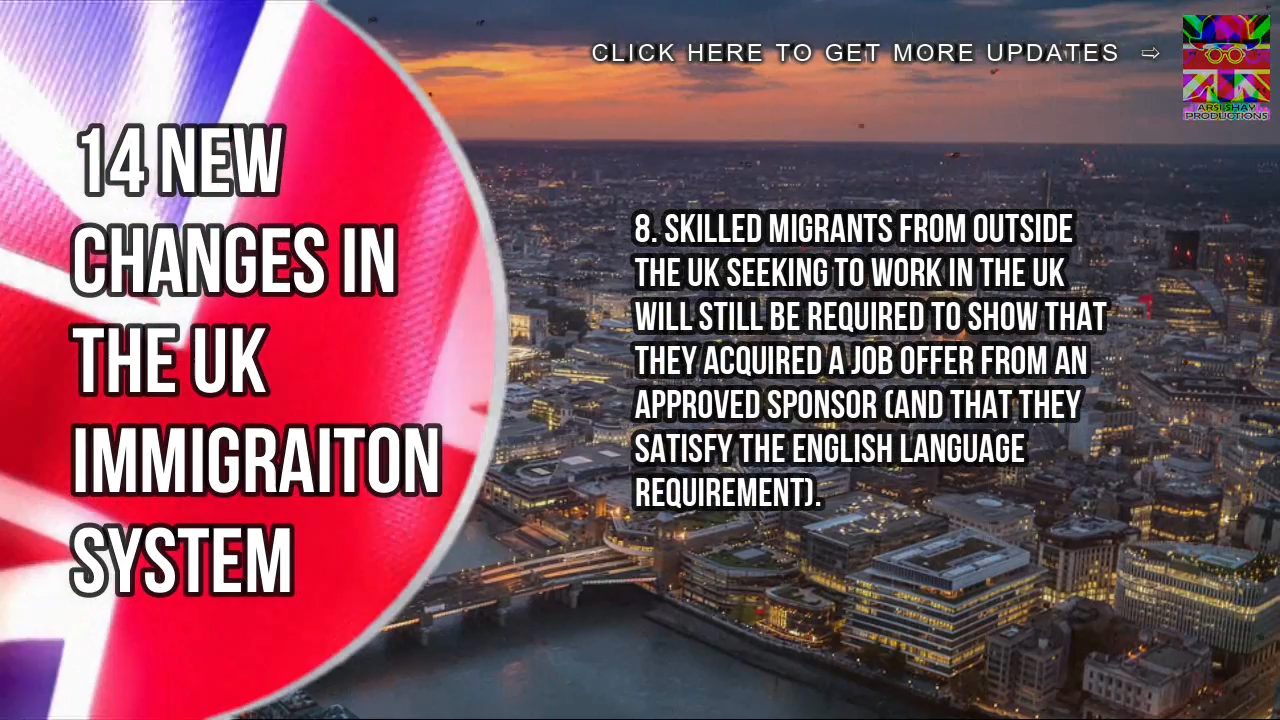 CLICK HERE TO GET MORE UPDATES ⇨
ARSI SHAY
PRODUCTIONS
14 NEW
CHANGES IN
THE UK
IMMIGRAITON
SYSTEM
8. SKILLED MIGRANTS FROM OUTSIDE
THE UK SEEKING TO WORK IN THE UK
WILL STILL BE REQUIRED TO SHOW THAT
THEY ACQUIRED A JOB OFFER FROM AN
APPROVED SPONSOR (AND THAT THEY
SATISFY THE ENGLISH LANGUAGE
REQUIREMENT).